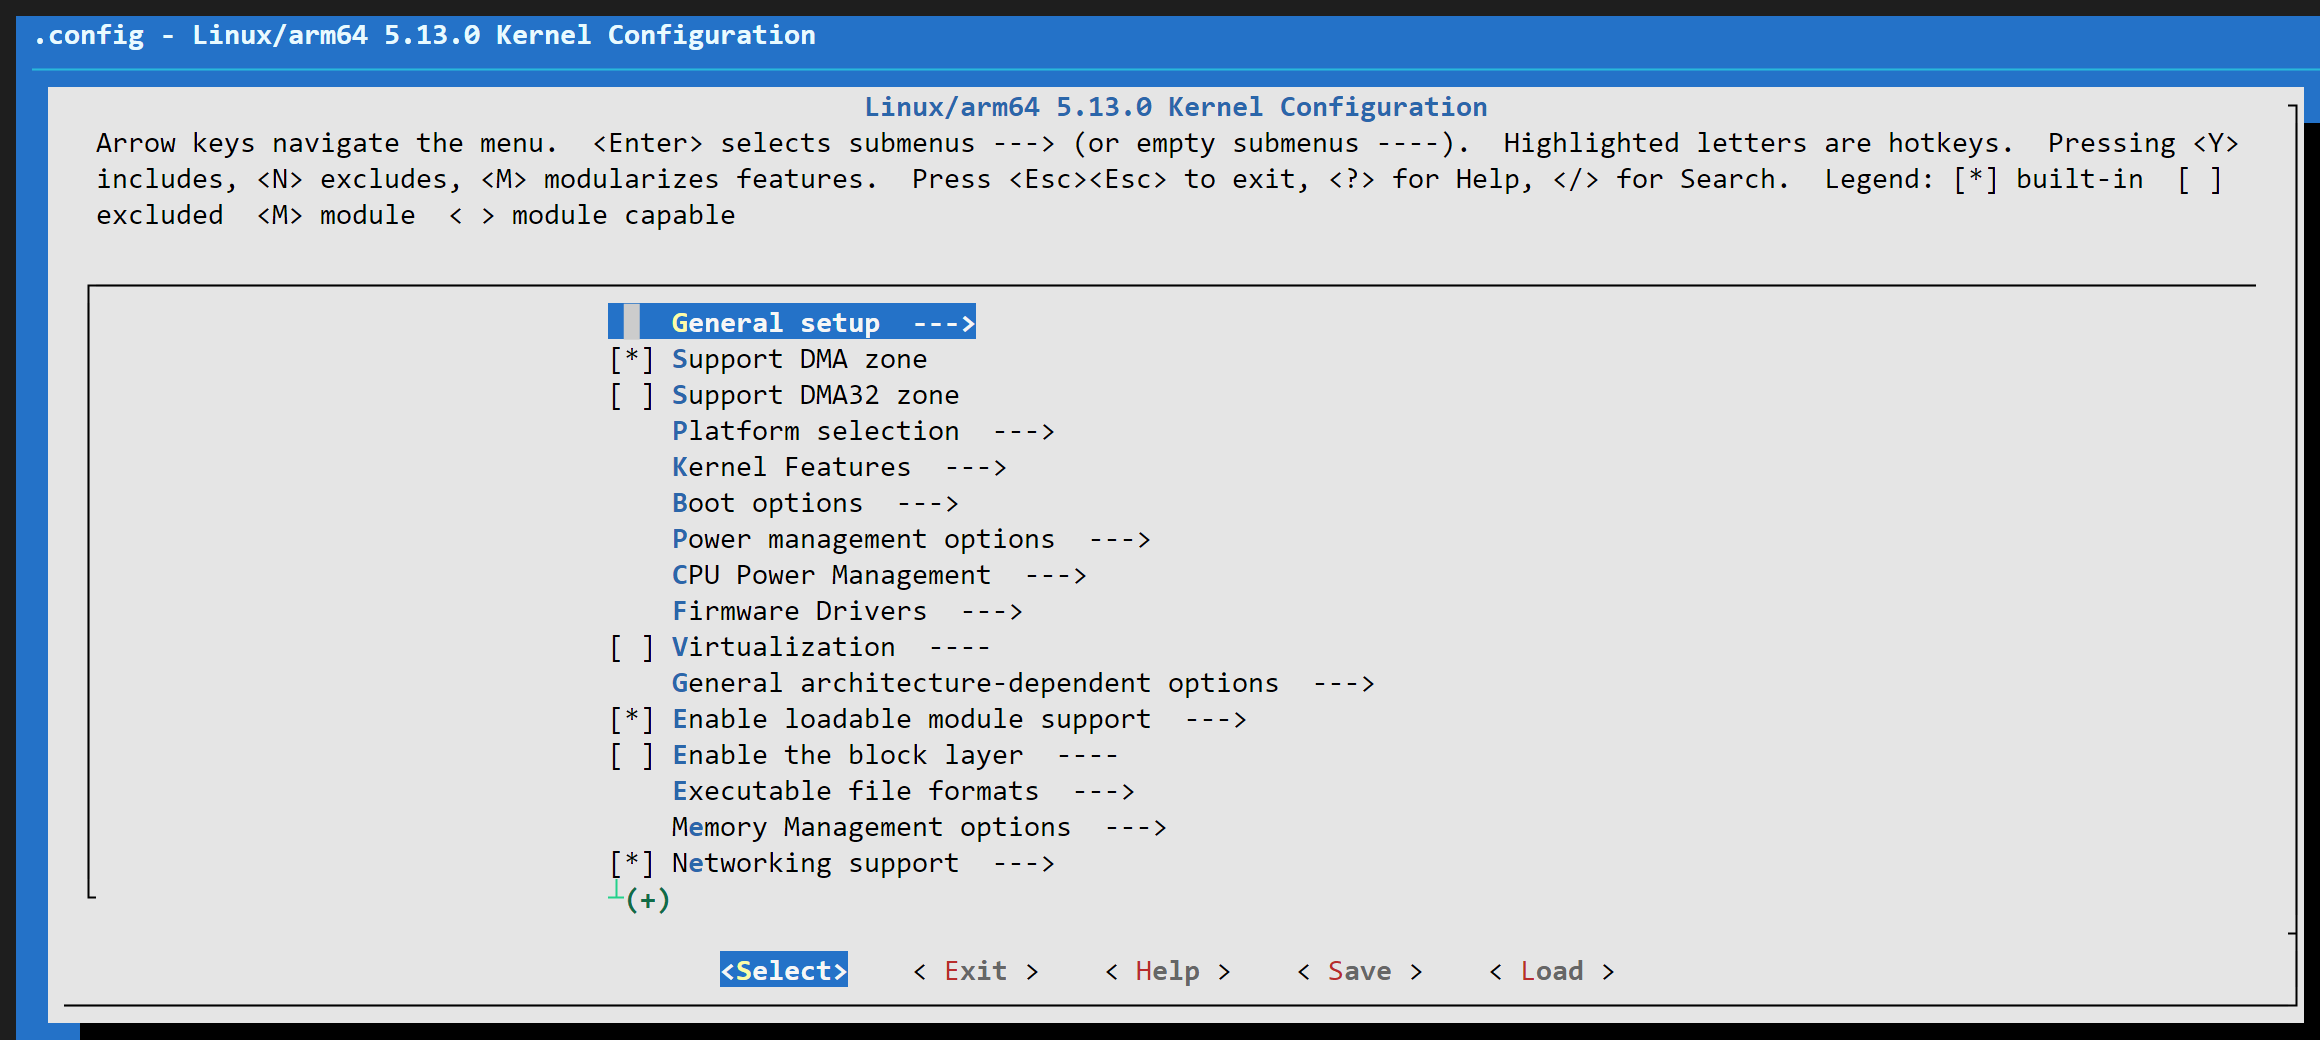 .config - Linux/arm64 5.13.0 Kernel Configuration
Linux/arm64 5.13.0 Kernel Configuration
Arrow keys navigate the menu.  <Enter> selects submenus ---> (or empty submenus ----).  Highlighted letters are hotkeys.  Pressing <Y>
includes, <N> excludes, <M> modularizes features.  Press <Esc><Esc> to exit, <?> for Help, </> for Search.  Legend: [*] built-in  [ ]
excluded  <M> module  < > module capable
General setup  --->
[*] Support DMA zone
[ ] Support DMA32 zone
Platform selection  --->
Kernel Features  --->
Boot options  --->
Power management options  --->
CPU Power Management  --->
Firmware Drivers  --->
[ ] Virtualization  ----
General architecture-dependent options  --->
[*] Enable loadable module support  --->
[ ] Enable the block layer  ----
Executable file formats  --->
Memory Management options  --->
[*] Networking support  --->
┴(+)
<Select>    < Exit >    < Help >    < Save >    < Load >